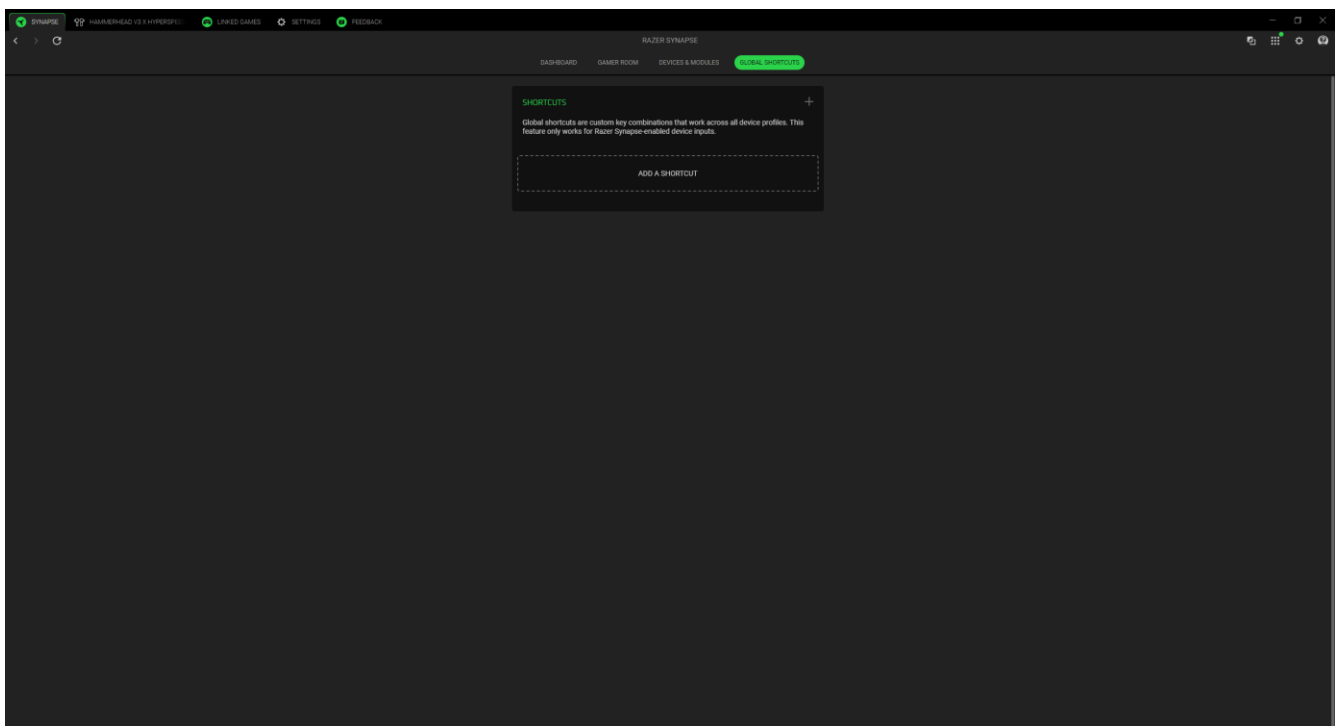 SYNAPSE
HAMMERHEAD V3 X HYPERSPE
LINKED GAMES
SETTINGS
FEEDBACK
RAZER SYNAPSE
DASHBOARD
GAMER ROOM
DEVICES & MODULES
GLOBAL SHORTCUTS
SHORTCUTS
Global shortcuts are custom key combinations that work across all device profiles. This
feature only works for Razer Synapse-enabled device inputs.
ADD A SHORTCUT